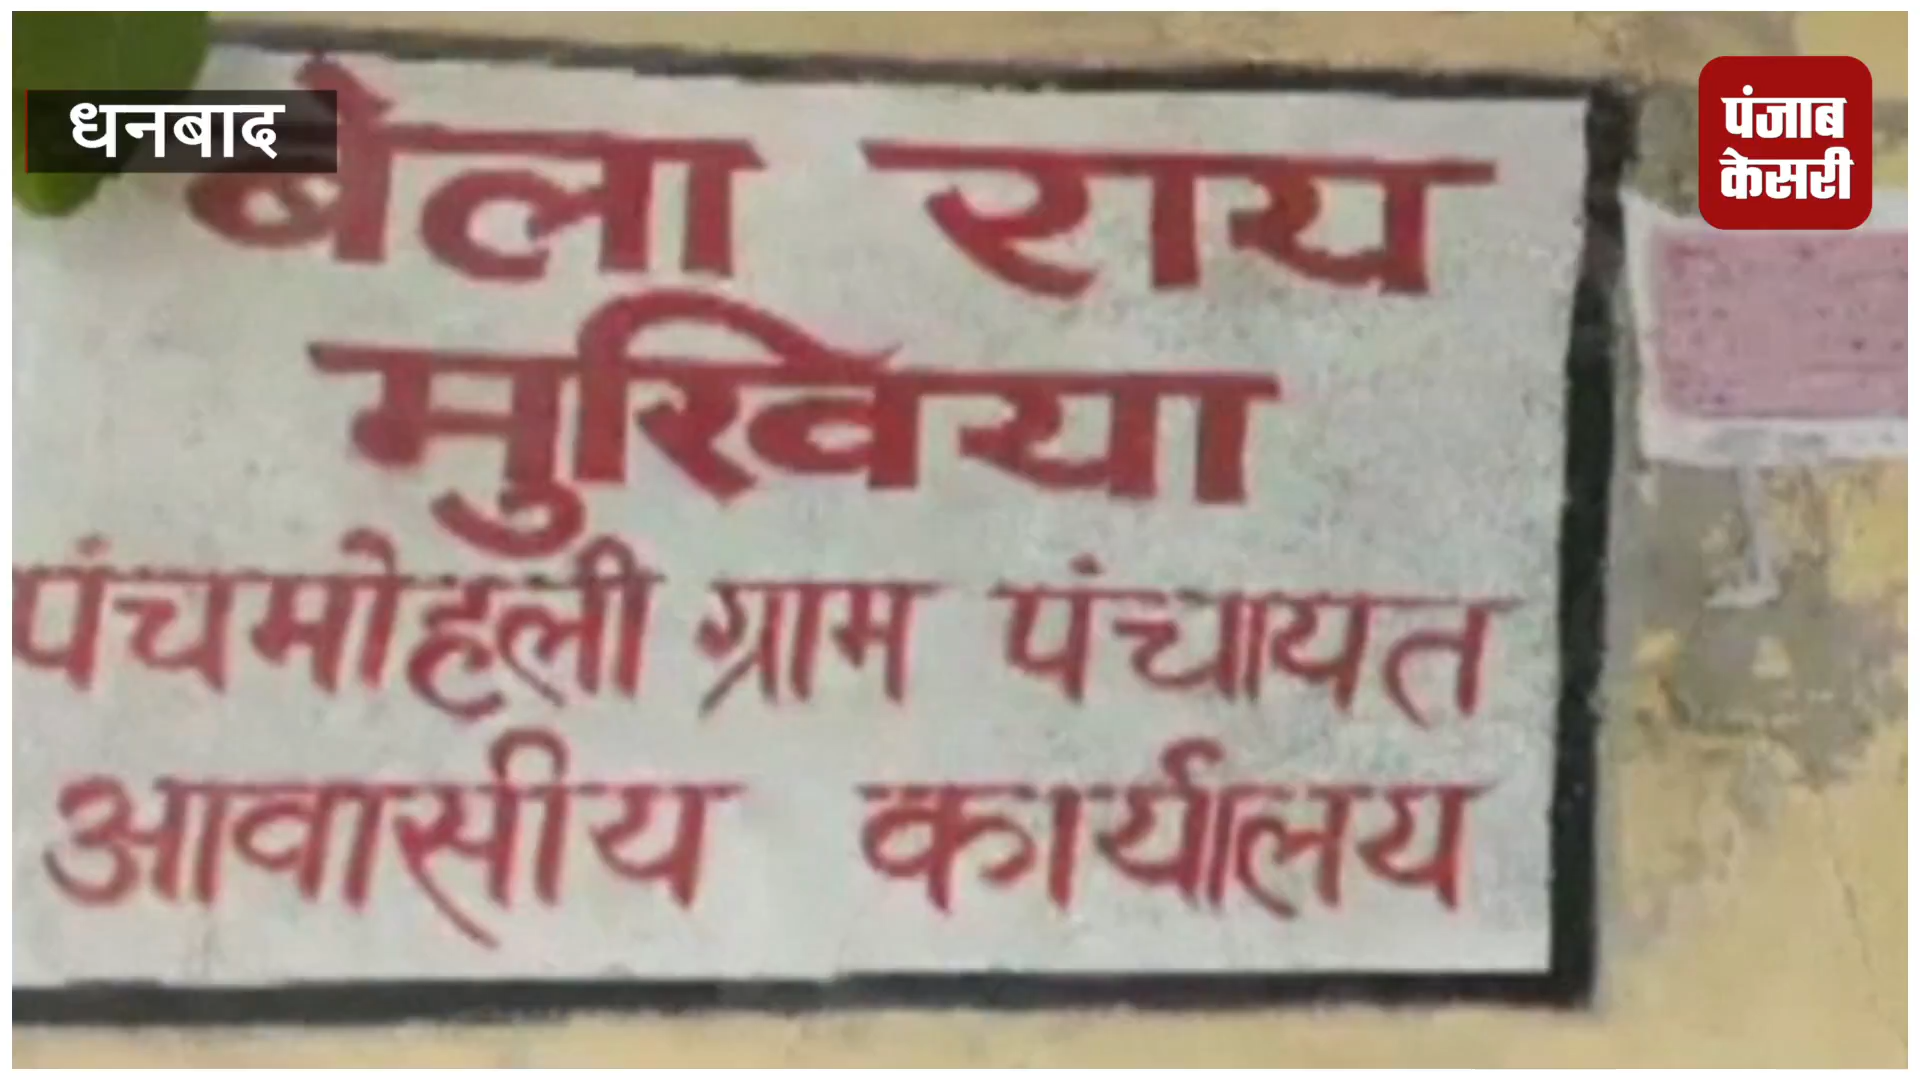 धनबाद
पंजाब
केसरी
बेला राय
मुखिया
पंचमोहली ग्राम पंचायत
आवासीय कार्यालय